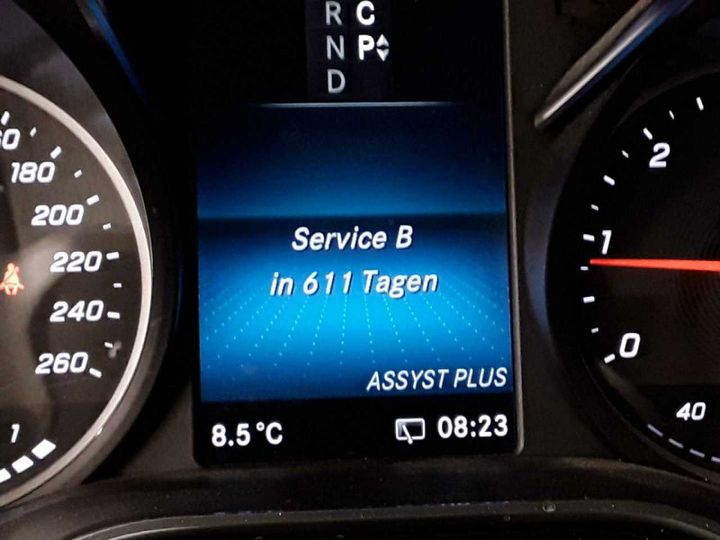 R C
N P
D
Service B
in 611 Tagen
ASSYST PLUS
8.5°C 08:23
180
200
220
240
260
1
2
1
0
40